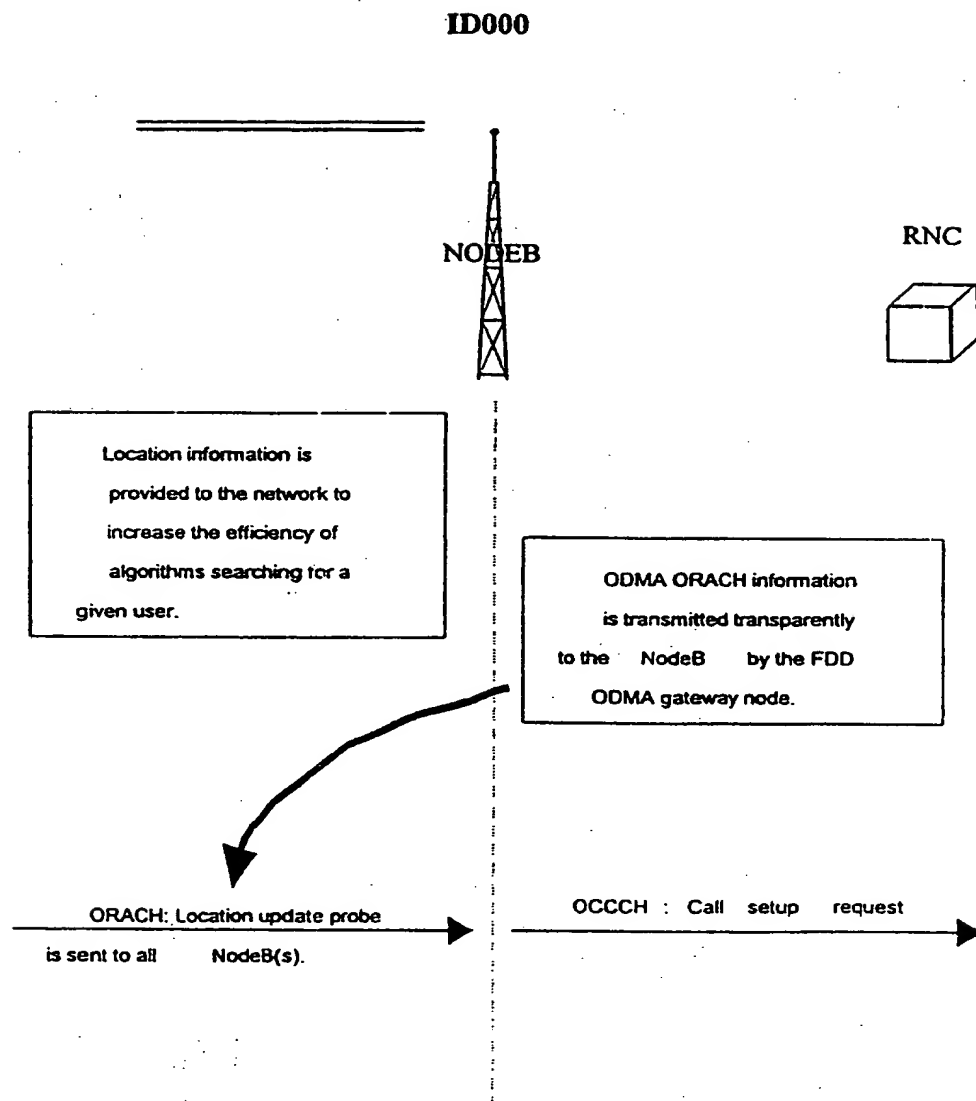 ID000
NODEB
RNC
Location information is
provided to the network to
increase the efficiency of
algorithms searching for a
given user.
ODMA ORACH information
is transmitted transparently
to the NodeB by the FDD
ODMA gateway node.
ORACH: Location update probe
is sent to all NodeB(s).
OCCCH : Call setup request